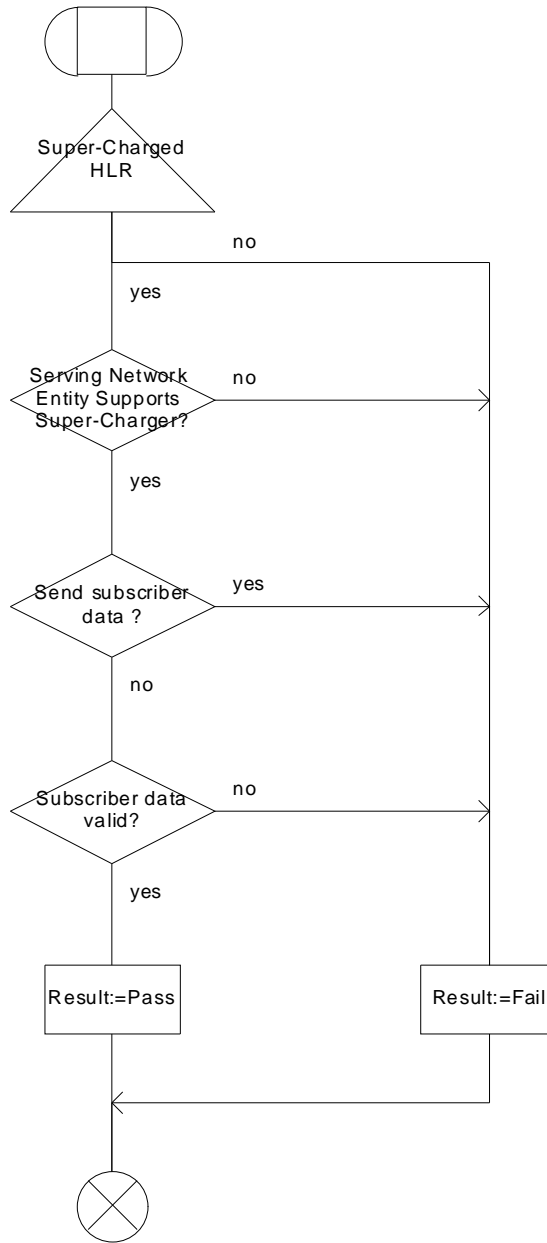 Super-Charged
HLR
no
yes
Serving Network
Entity Supports
Super-Charger?
no
yes
Send subscriber
data ?
yes
no
Subscriber data
valid?
no
yes
Result:=Pass
Result:=Fail